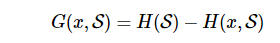 G(x, 𝒮) = H(𝒮) − H(x, 𝒮)